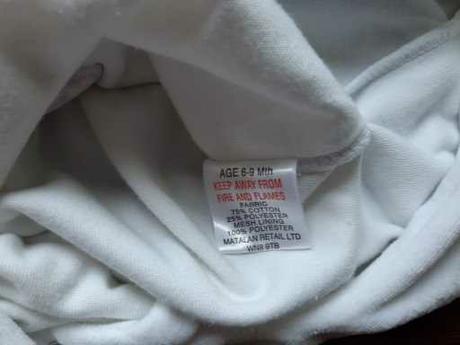 AGE 6-9 Mth
KEEP AWAY FROM
FIRE AND FLAMES
FABRIC
75% COTTON
25% POLYESTER
MESH LINING
100% POLYESTER
MATALAN RETAIL LTD
WN8 9TB